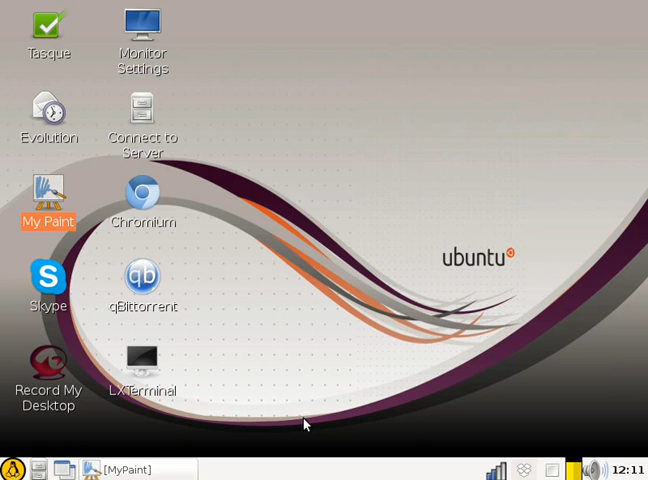 Tasque
Monitor
Settings
Evolution
Connect to
Server
My Paint
Chromium
ubuntu
Skype
qb
qBittorrent
Record My
Desktop
LXTerminal
[MyPaint]
12:11